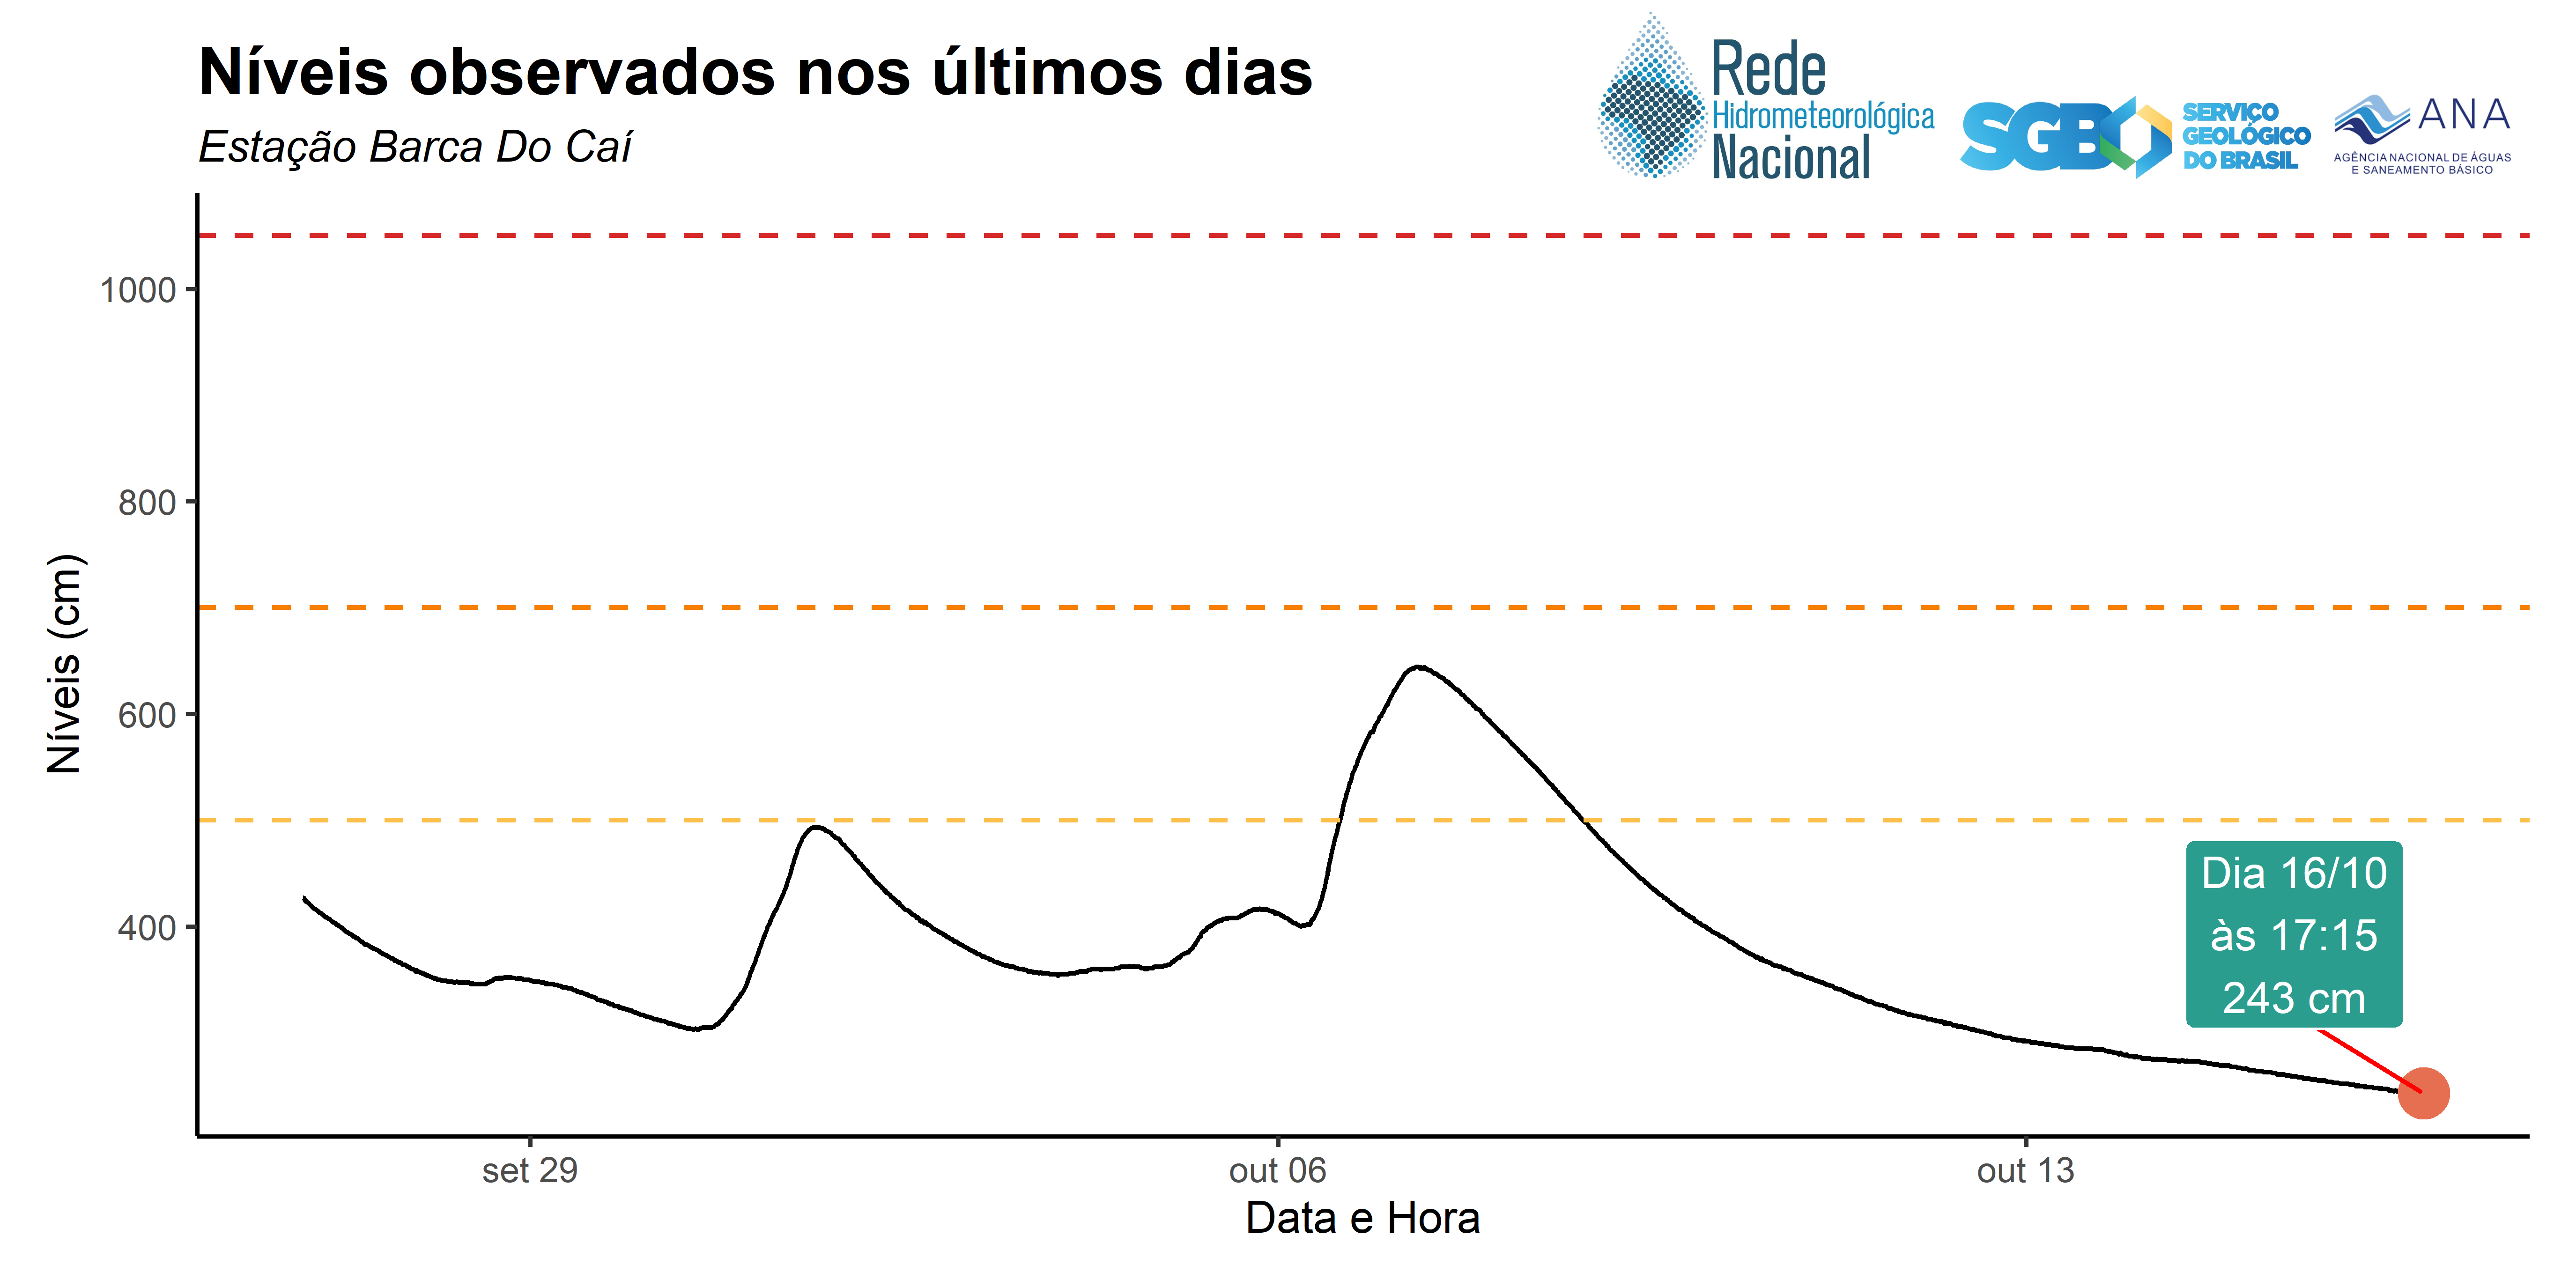 Níveis observados nos últimos dias
Estação Barca Do Caí
Rede
Hidrometeorológica
Nacional
SGB
SERVIÇO
GEOLÓGICO
DO BRASIL
ANA
AGÊNCIA NACIONAL DE ÁGUAS
E SANEAMENTO BÁSICO
Níveis (cm)
1000
800
600
400
Dia 16/10
às 17:15
243 cm
set 29
out 06
out 13
Data e Hora